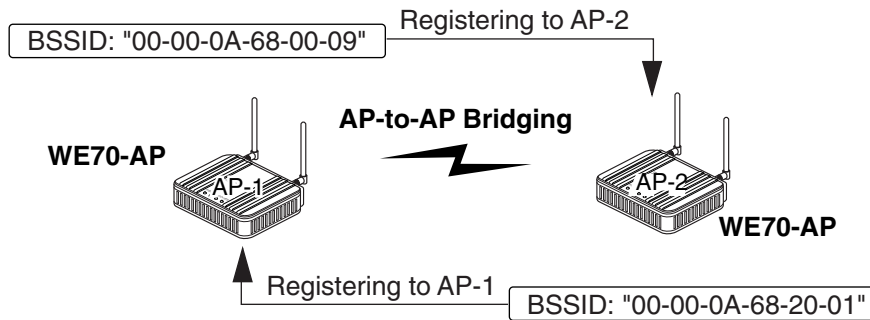 Registering to AP-2
BSSID: "00-00-0A-68-00-09"
AP-to-AP Bridging
WE70-AP
AP-1
AP-2
WE70-AP
Registering to AP-1
BSSID: "00-00-0A-68-20-01"